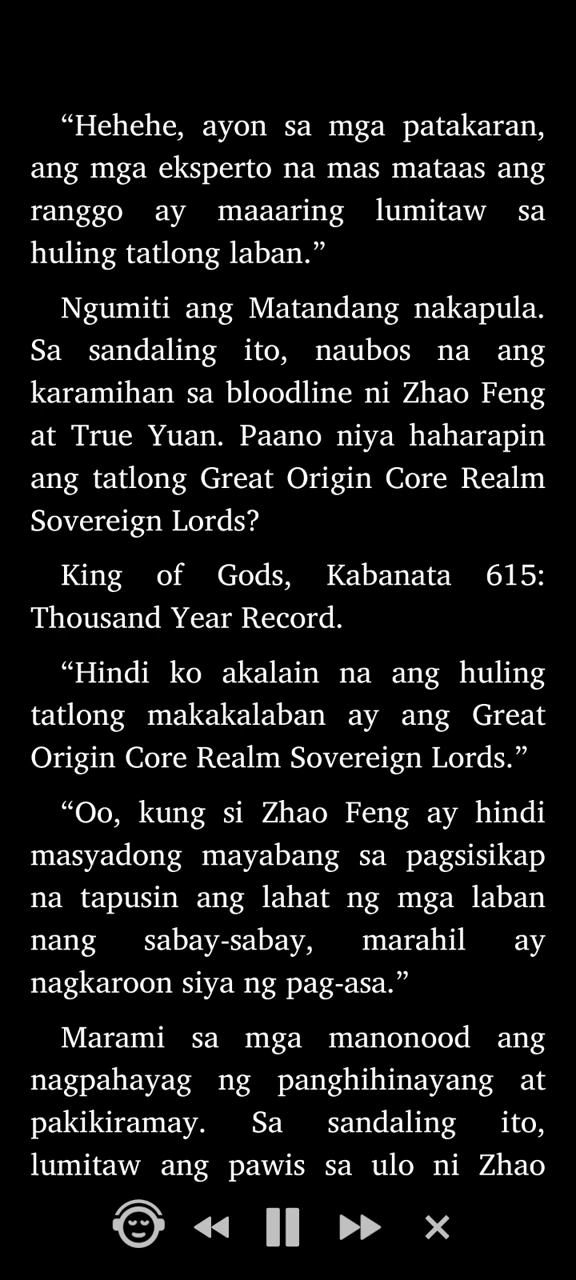 “Hehehe, ayon sa mga patakaran,
ang mga eksperto na mas mataas ang
ranggo ay maaaring lumitaw sa
huling tatlong laban.”
Ngumiti ang Matandang nakapula.
Sa sandaling ito, naubos na ang
karamihan sa bloodline ni Zhao Feng
at True Yuan. Paano niya haharapin
ang tatlong Great Origin Core Realm
Sovereign Lords?
King of Gods, Kabanata 615:
Thousand Year Record.
“Hindi ko akalain na ang huling
tatlong makakalaban ay ang Great
Origin Core Realm Sovereign Lords.”
“Oo, kung si Zhao Feng ay hindi
masyadong mayabang sa pagsisikap
na tapusin ang lahat ng mga laban
nang sabay-sabay, marahil ay
nagkaroon siya ng pag-asa.”
Marami sa mga manonood ang
nagpahayag ng panghihinayang at
pakikiramay. Sa sandaling ito,
lumitaw ang pawis sa ulo ni Zhao